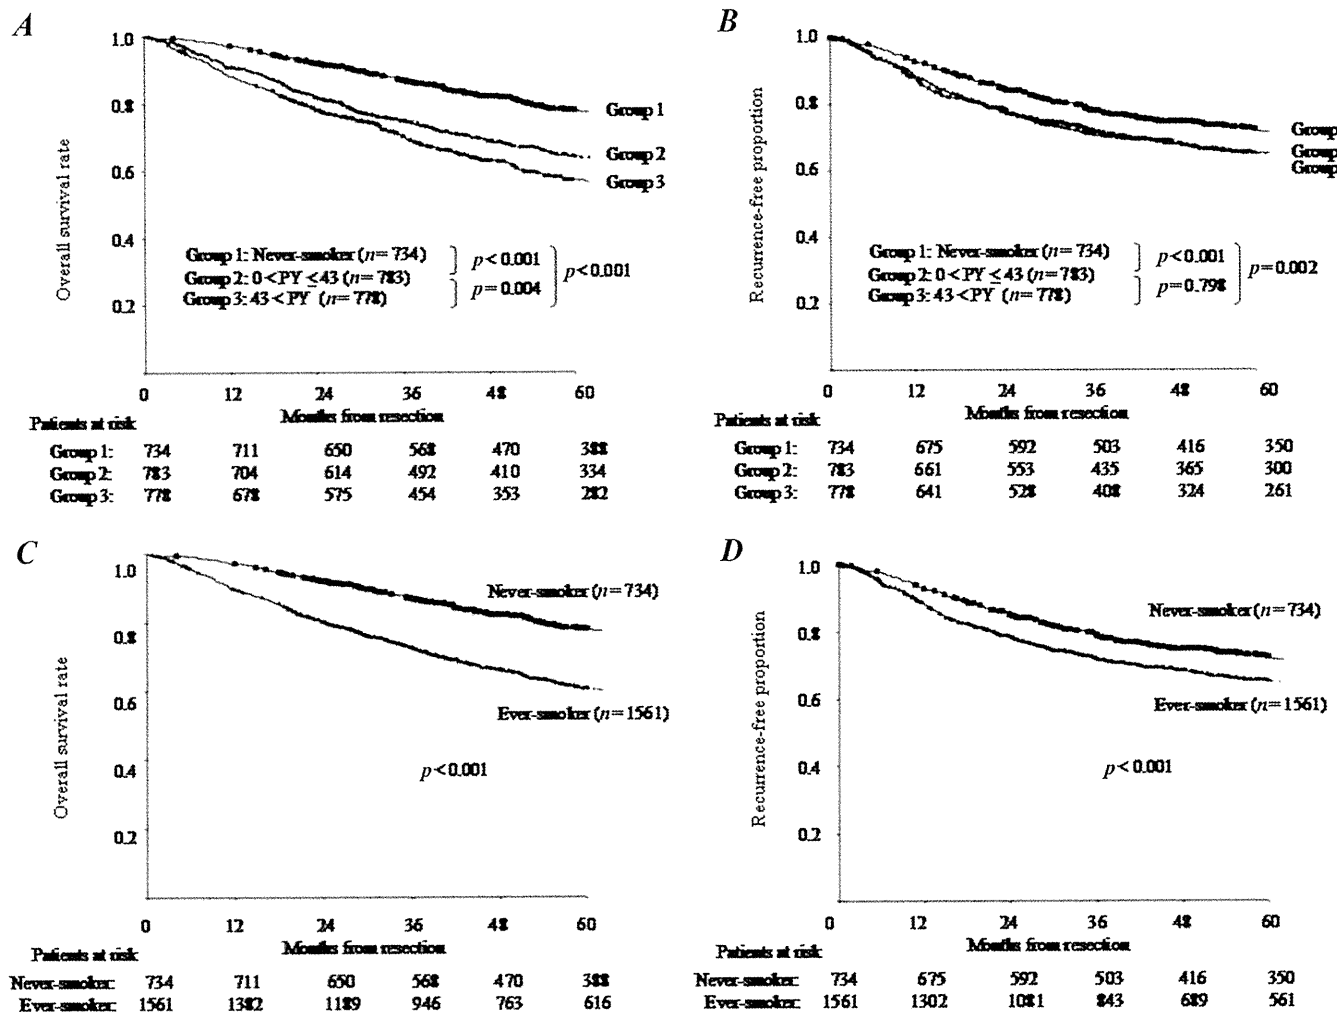 A
Overall survival rate
1.0
0.8
0.6
0.4
0.2
Group 1
Group 2
Group 3
Group 1: Never-smoker (n=734)
Group 2: 0<PY≤43 (n=783)
Group 3: 43<PY (n=778)
p<0.001
p=0.004
p<0.001
0 12 24 36 48 60
Months from resection
Patients at risk
Group 1: 734 711 650 568 470 388
Group 2: 783 704 614 492 410 334
Group 3: 778 678 575 454 353 282
B
Recurrence-free proportion
1.0
0.8
0.6
0.4
0.2
Group
Group
Group
Group 1: Never-smoker (n=734)
Group 2: 0<PY≤43 (n=783)
Group 3: 43<PY (n=778)
p<0.001
p=0.798
p=0.002
0 12 24 36 48 60
Months from resection
Patients at risk
Group 1: 734 675 592 503 416 350
Group 2: 783 661 553 435 365 300
Group 3: 778 641 528 408 324 261
C
Overall survival rate
1.0
0.8
0.6
0.4
0.2
Never-smoker (n=734)
Ever-smoker (n=1561)
p<0.001
0 12 24 36 48 60
Months from resection
Patients at risk
Never-smoker: 734 711 650 568 470 388
Ever-smoker: 1561 1382 1189 946 763 616
D
Recurrence-free proportion
1.0
0.8
0.6
0.4
0.2
Never-smoker (n=734)
Ever-smoker (n=1561)
p<0.001
0 12 24 36 48 60
Months from resection
Patients at risk
Never-smoker: 734 675 592 503 416 350
Ever-smoker: 1561 1302 1081 843 689 561